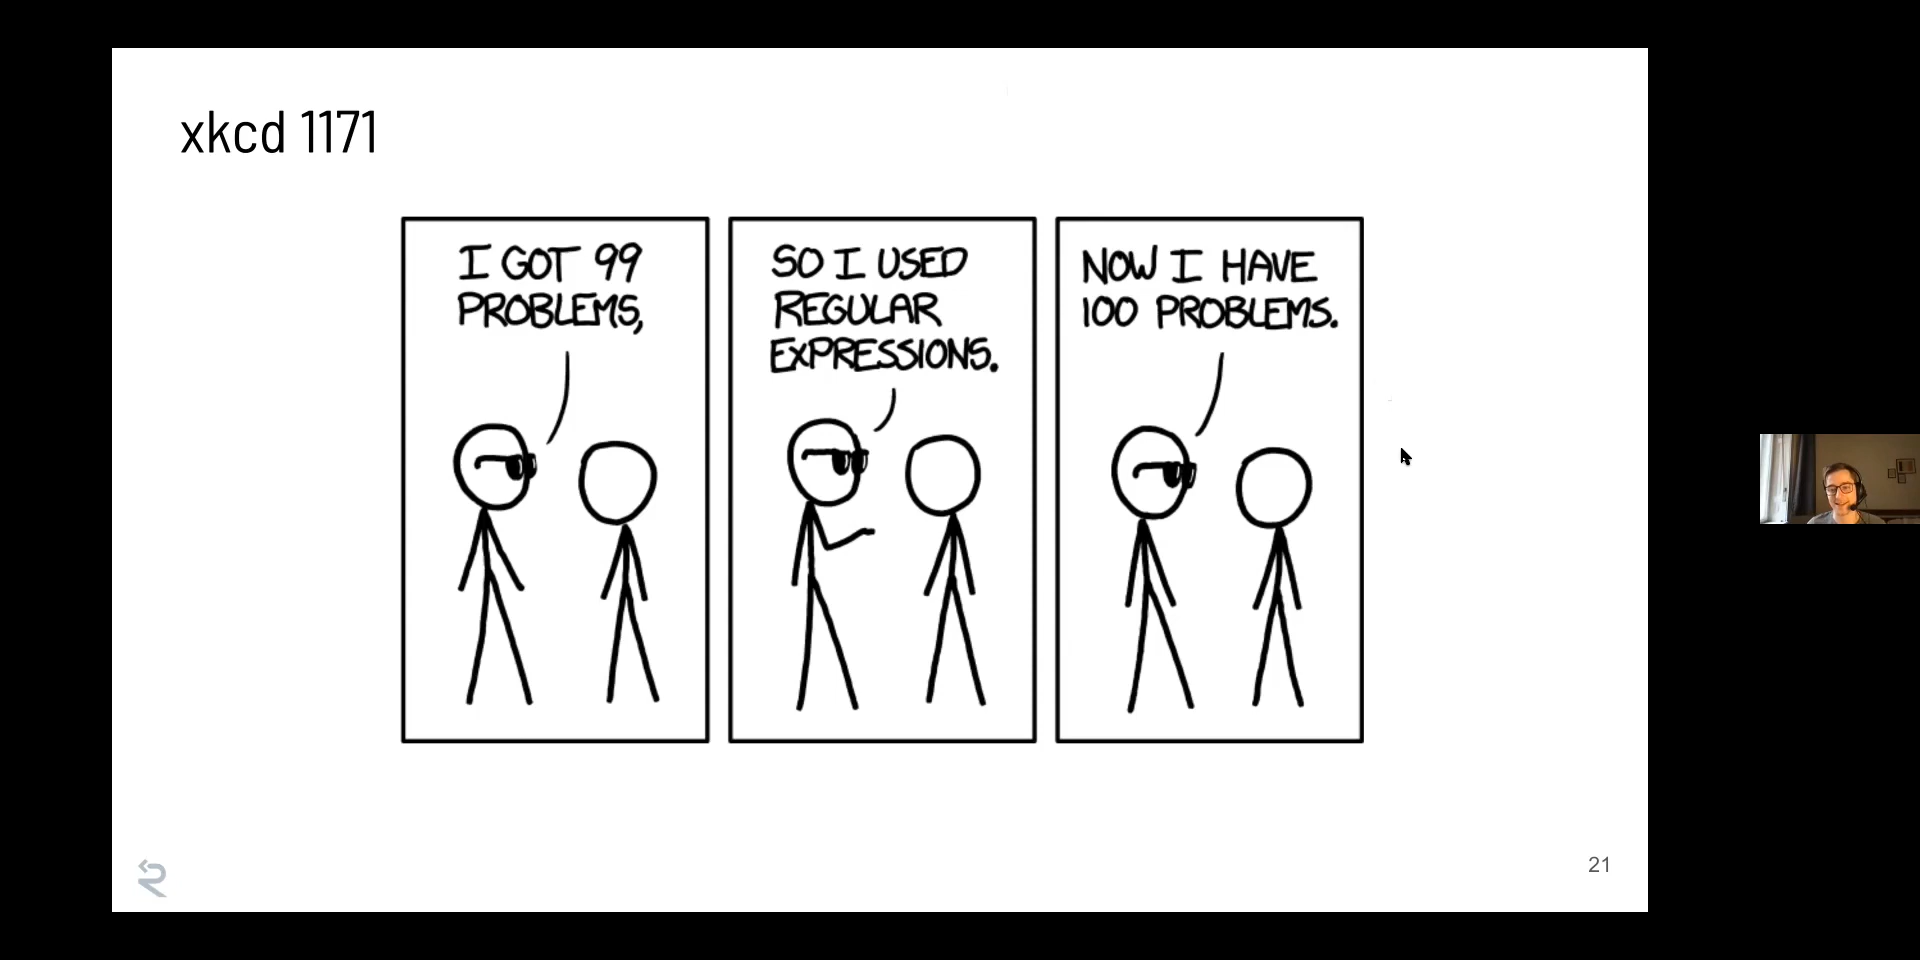 xkcd 1171
I GOT 99
PROBLEMS,
SO I USED
REGULAR
EXPRESSIONS.
NOW I HAVE
100 PROBLEMS.
21